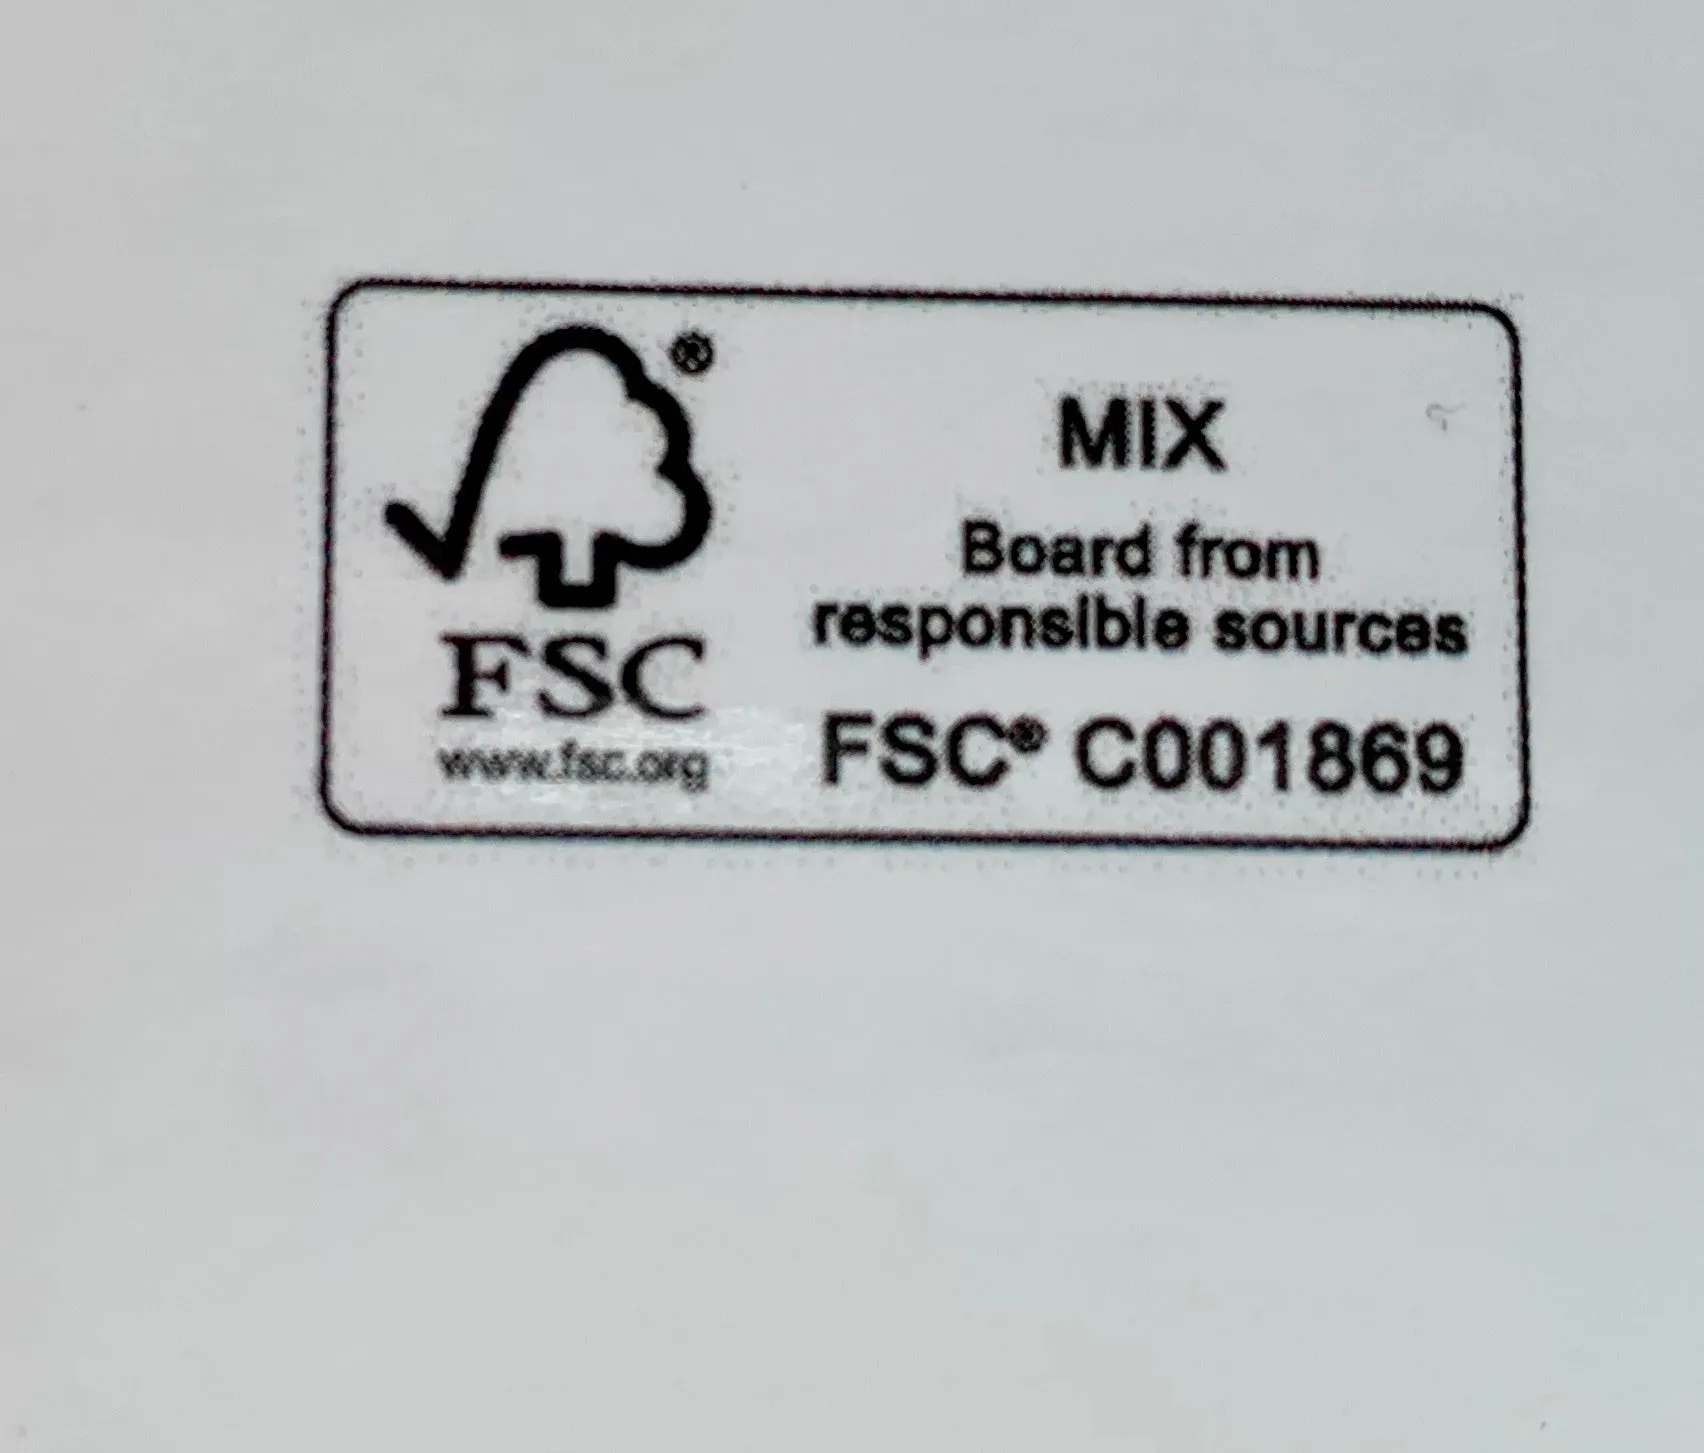 ®
FSC
www.fsc.org
MIX
Board from
responsible sources
FSC® C001869